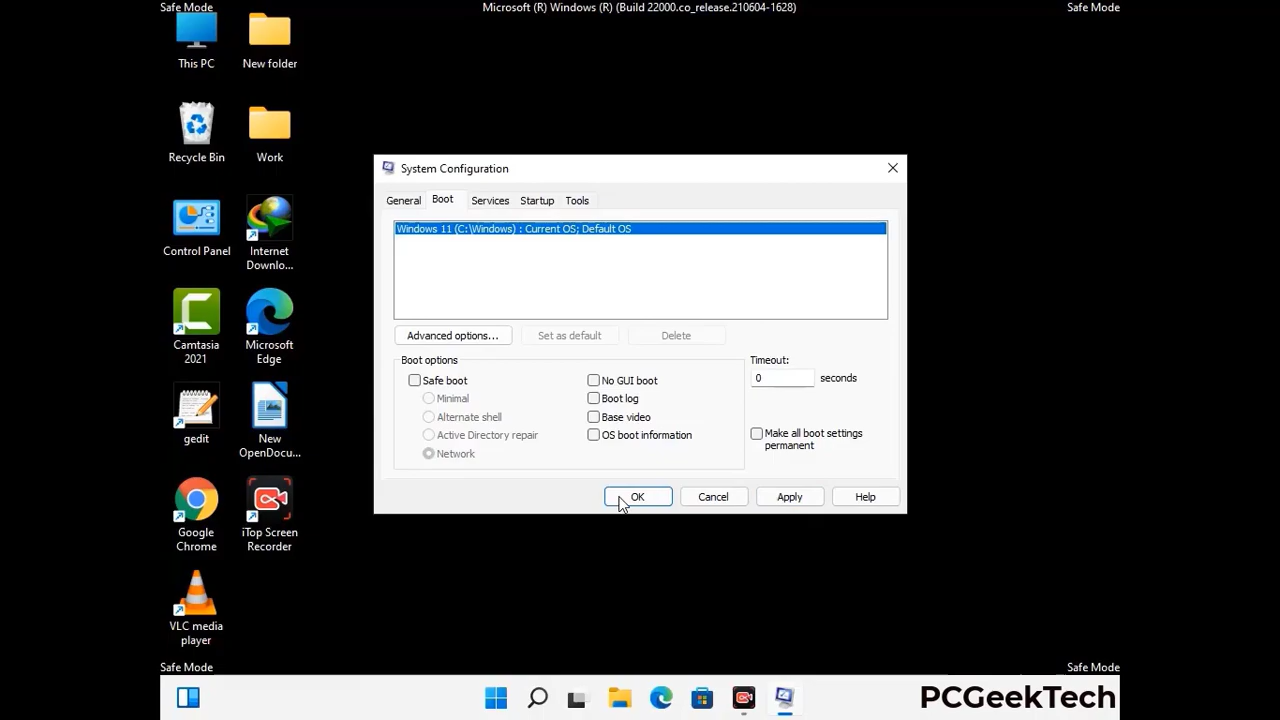 Safe Mode
Microsoft (R) Windows (R) (Build 22000.co_release.210604-1628)
Safe Mode
This PC
New folder
Recycle Bin
Work
Control Panel
Internet
Downlo...
Camtasia
2021
Microsoft
Edge
gedit
New
OpenDocu...
Google
Chrome
iTop Screen
Recorder
VLC media
player
System Configuration
General
Boot
Services
Startup
Tools
Windows 11 (C:\Windows) : Current OS; Default OS
Advanced options...
Set as default
Delete
Boot options
Safe boot
Minimal
Alternate shell
Active Directory repair
Network
No GUI boot
Boot log
Base video
OS boot information
Timeout:
0 seconds
Make all boot settings
permanent
OK
Cancel
Apply
Help
Safe Mode
Safe Mode
PCGeekTech